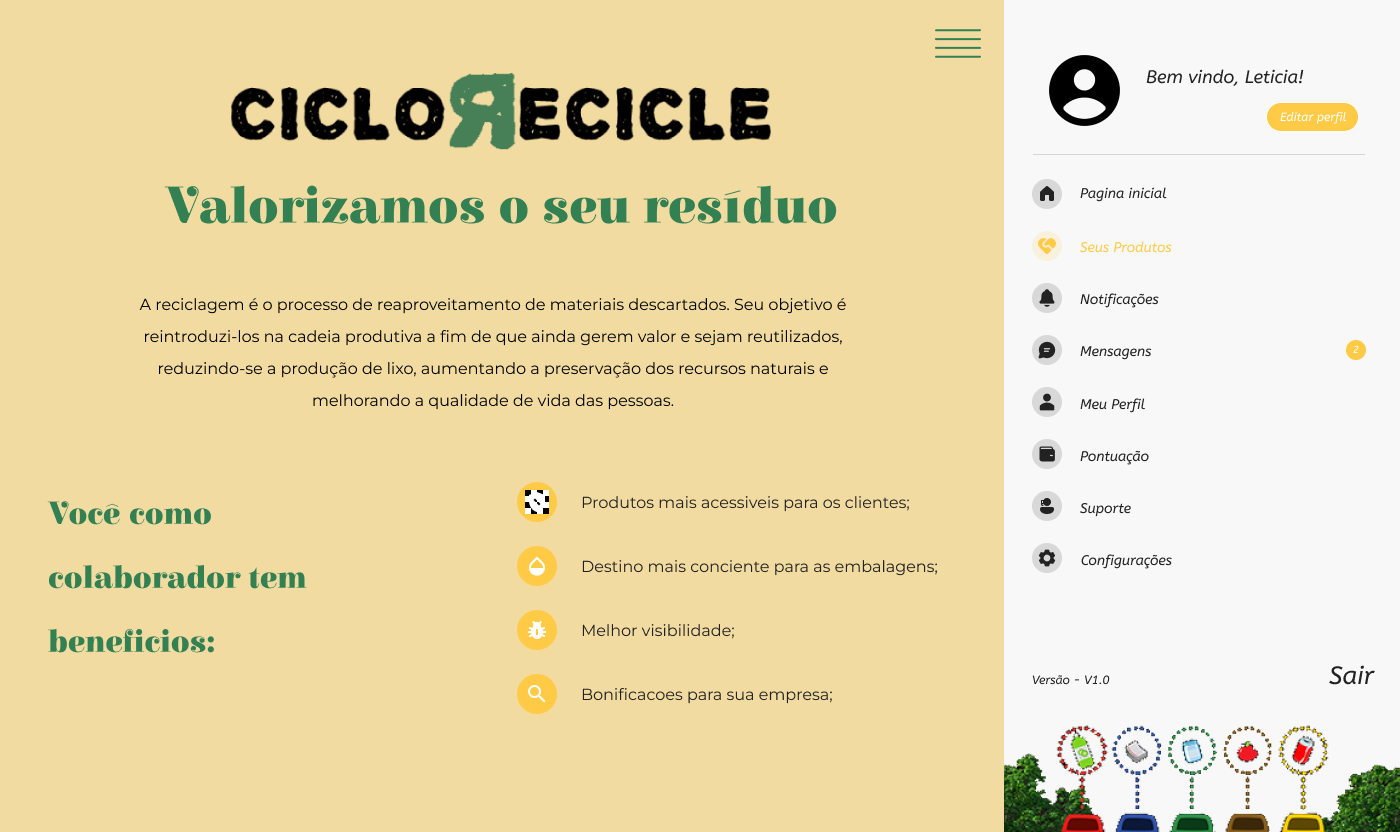 CICLORECICLE
Valorizamos o seu resíduo
A reciclagem é o processo de reaproveitamento de materiais descartados. Seu objetivo é
reintroduzi-los na cadeia produtiva a fim de que ainda gerem valor e sejam reutilizados,
reduzindo-se a produção de lixo, aumentando a preservação dos recursos naturais e
melhorando a qualidade de vida das pessoas.
Você como
colaborador tem
beneficios:
Produtos mais acessiveis para os clientes;
Destino mais conciente para as embalagens;
Melhor visibilidade;
Bonificacoes para sua empresa;
Bem vindo, Leticia!
Editar perfil
Pagina inicial
Seus Produtos
Notificações
Mensagens
2
Meu Perfil
Pontuação
Suporte
Configurações
Versão - V1.0
Sair